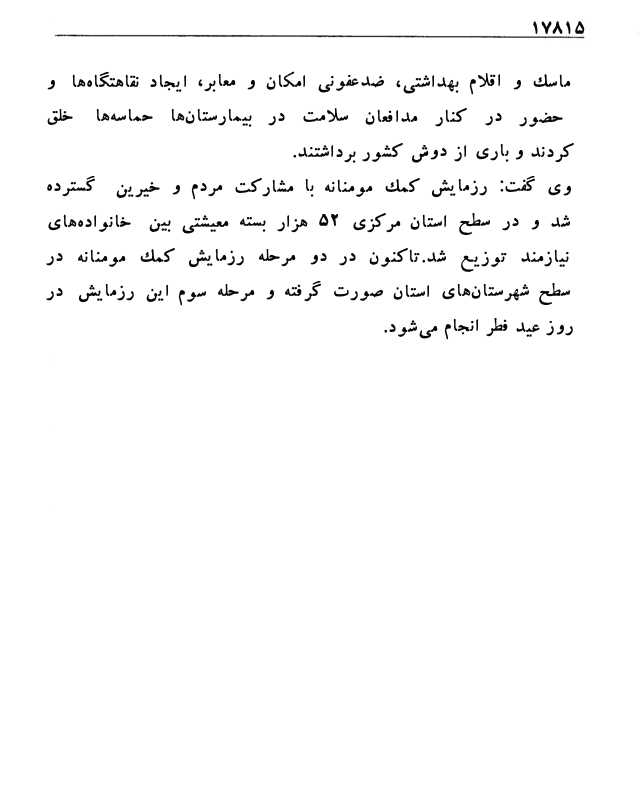 ۱۷۸۱۵
ماسك و اقلام بهداشتی، ضدعفونی امکان و معابر، ایجاد نقاهتگاه‌ها و
حضور در کنار مدافعان سلامت در بیمارستان‌ها حماسه‌ها خلق
کردند و باری از دوش کشور برداشتند.
وی گفت: رزمایش کمك مومنانه با مشارکت مردم و خیرین گسترده
شد و در سطح استان مرکزی ۵۲ هزار بسته معیشتی بین خانواده‌های
نیازمند توزیع شد.تاکنون در دو مرحله رزمایش کمك مومنانه در
سطح شهرستان‌های استان صورت گرفته و مرحله سوم این رزمایش در
روز عید فطر انجام می‌شود.